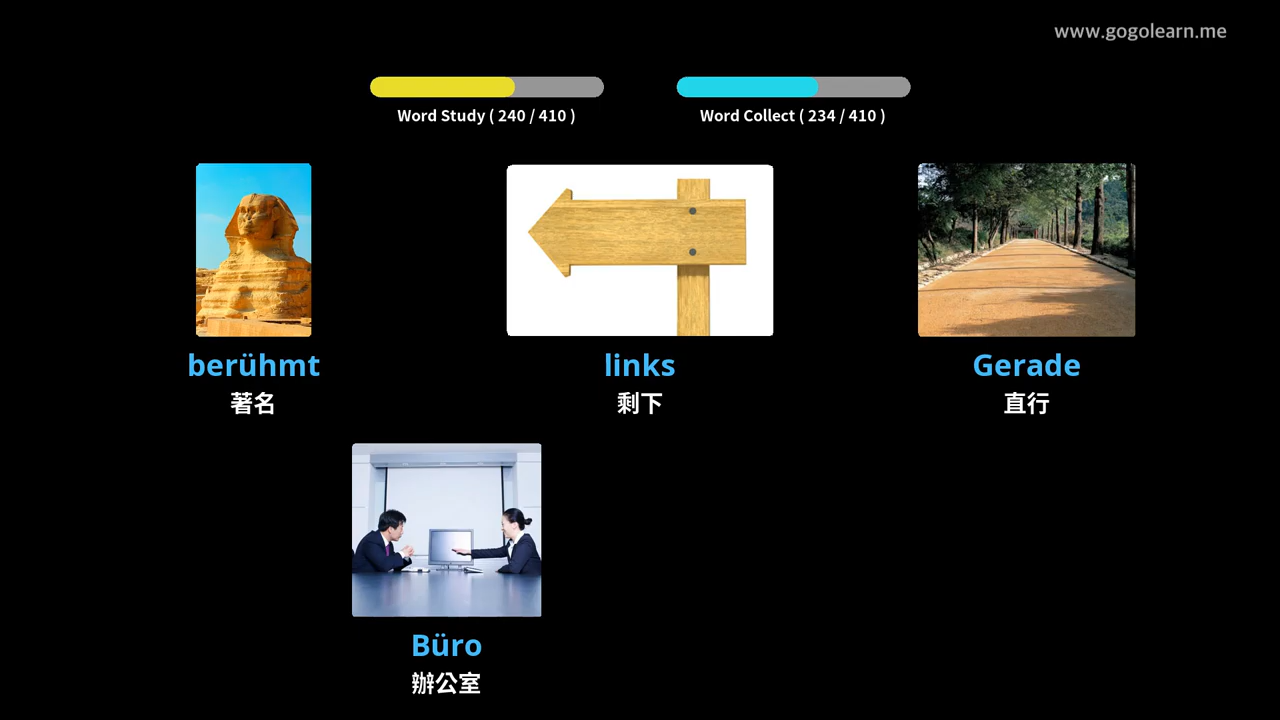 www.gogolearn.me
Word Study ( 240 / 410 )
Word Collect ( 234 / 410 )
berühmt
著名
links
剩下
Gerade
直行
Büro
辦公室